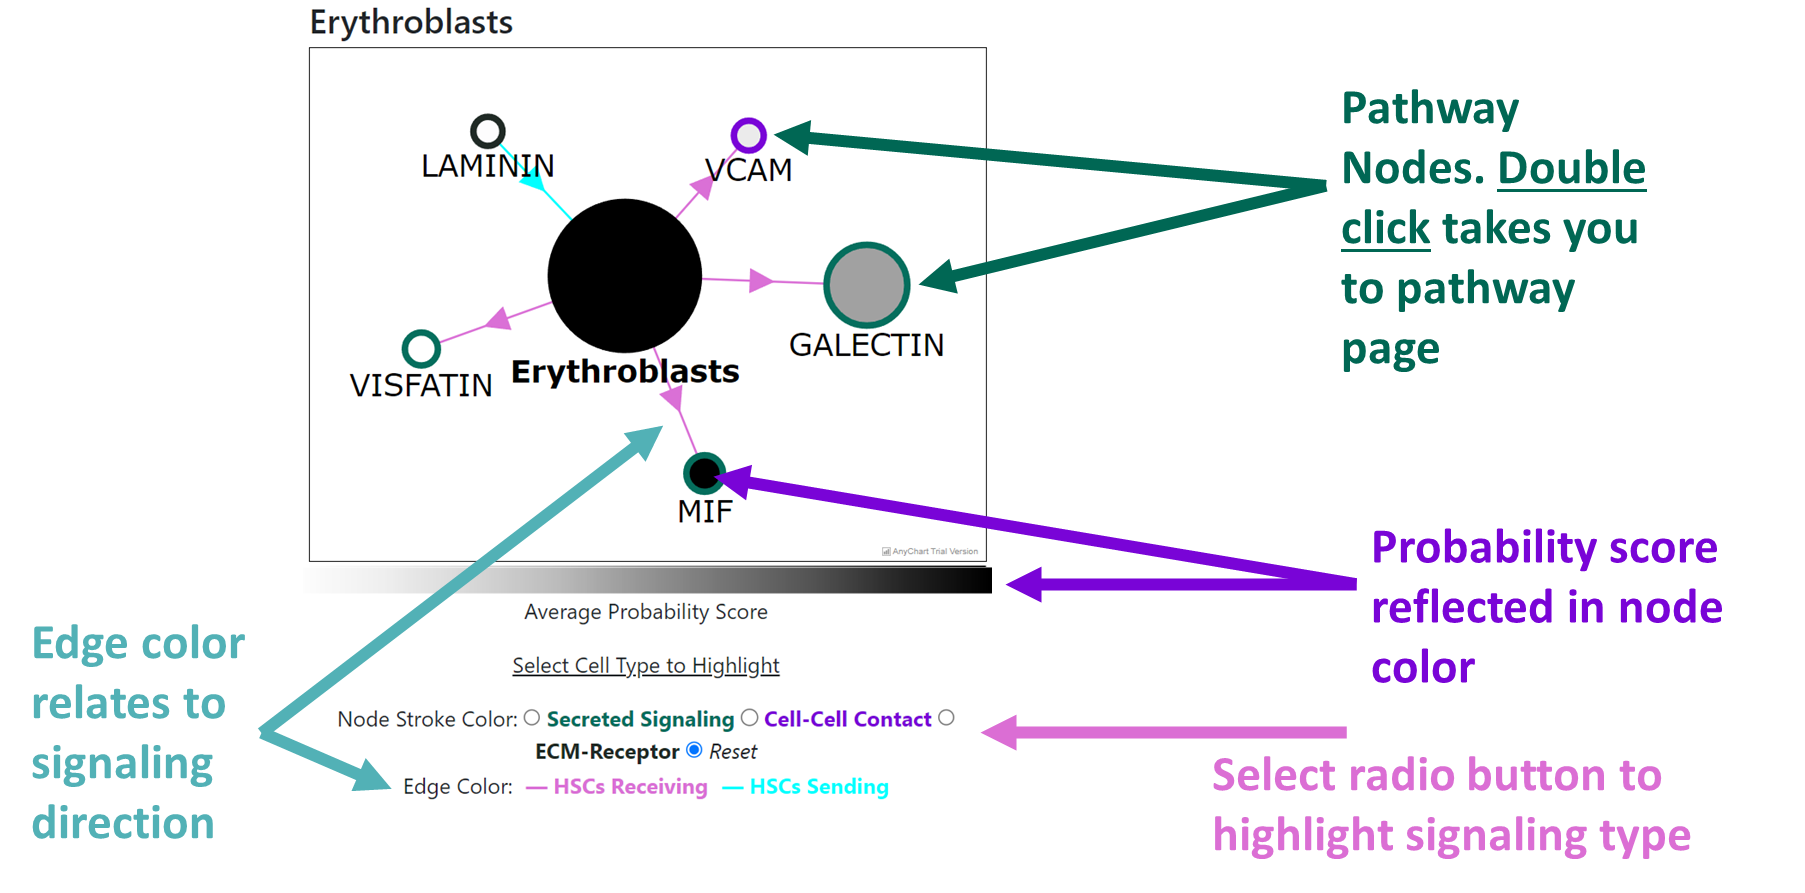 Erythroblasts
LAMININ
VCAM
GALECTIN
VISFATIN
Erythroblasts
MIF
AnyChart Trial Version
Average Probability Score
Select Cell Type to Highlight
Node Stroke Color: Secreted Signaling Cell-Cell Contact
ECM-Receptor Reset
Edge Color: — HSCs Receiving — HSCs Sending
Pathway
Nodes. Double
click takes you
to pathway
page
Probability score
reflected in node
color
Select radio button to
highlight signaling type
Edge color
relates to
signaling
direction